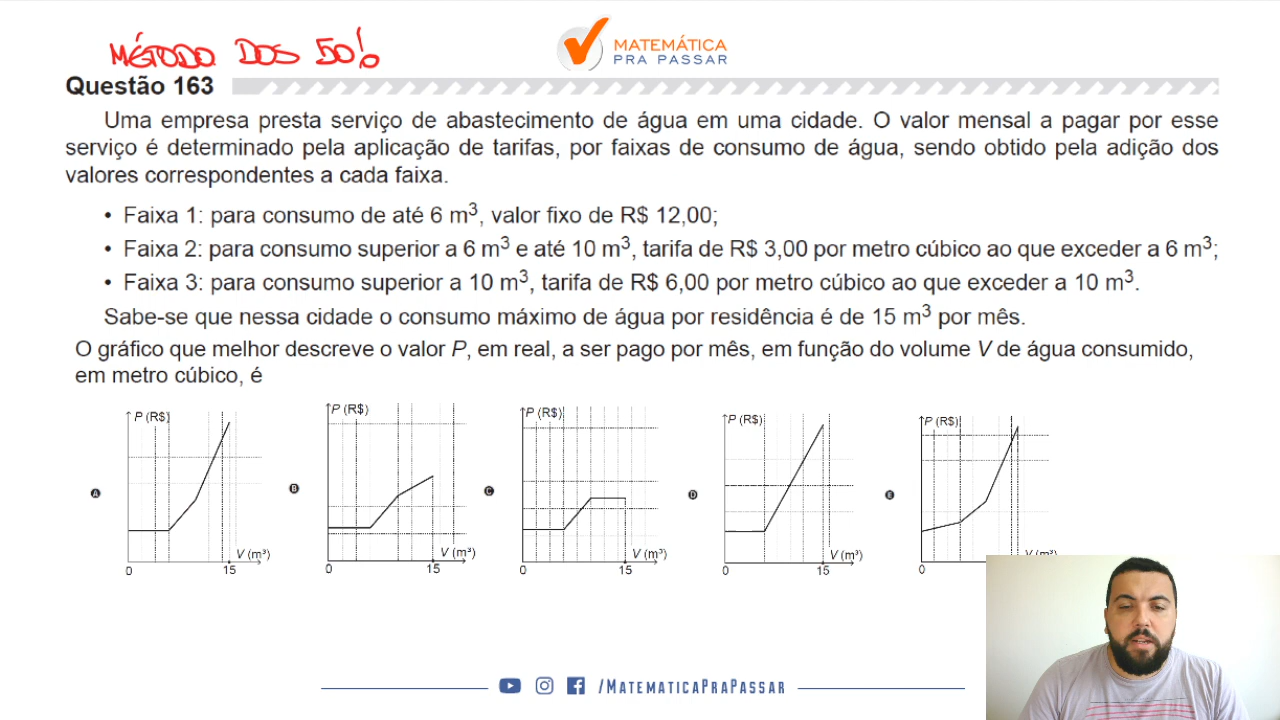 MÉTODO DOS 50!
MATEMÁTICA
PRA PASSAR
Questão 163
Uma empresa presta serviço de abastecimento de água em uma cidade. O valor mensal a pagar por esse
serviço é determinado pela aplicação de tarifas, por faixas de consumo de água, sendo obtido pela adição dos
valores correspondentes a cada faixa.
• Faixa 1: para consumo de até 6 m³, valor fixo de R$ 12,00;
• Faixa 2: para consumo superior a 6 m³ e até 10 m³, tarifa de R$ 3,00 por metro cúbico ao que exceder a 6 m³;
• Faixa 3: para consumo superior a 10 m³, tarifa de R$ 6,00 por metro cúbico ao que exceder a 10 m³.
Sabe-se que nessa cidade o consumo máximo de água por residência é de 15 m³ por mês.
O gráfico que melhor descreve o valor P, em real, a ser pago por mês, em função do volume V de água consumido,
em metro cúbico, é
A
P (R$)
V (m³)
0 15
B
P (R$)
V (m³)
0 15
C
P (R$)
V (m³)
0 15
D
P (R$)
V (m³)
0 15
E
P (R$)
V (m³)
0
/MATEMATICAPRAPASSAR